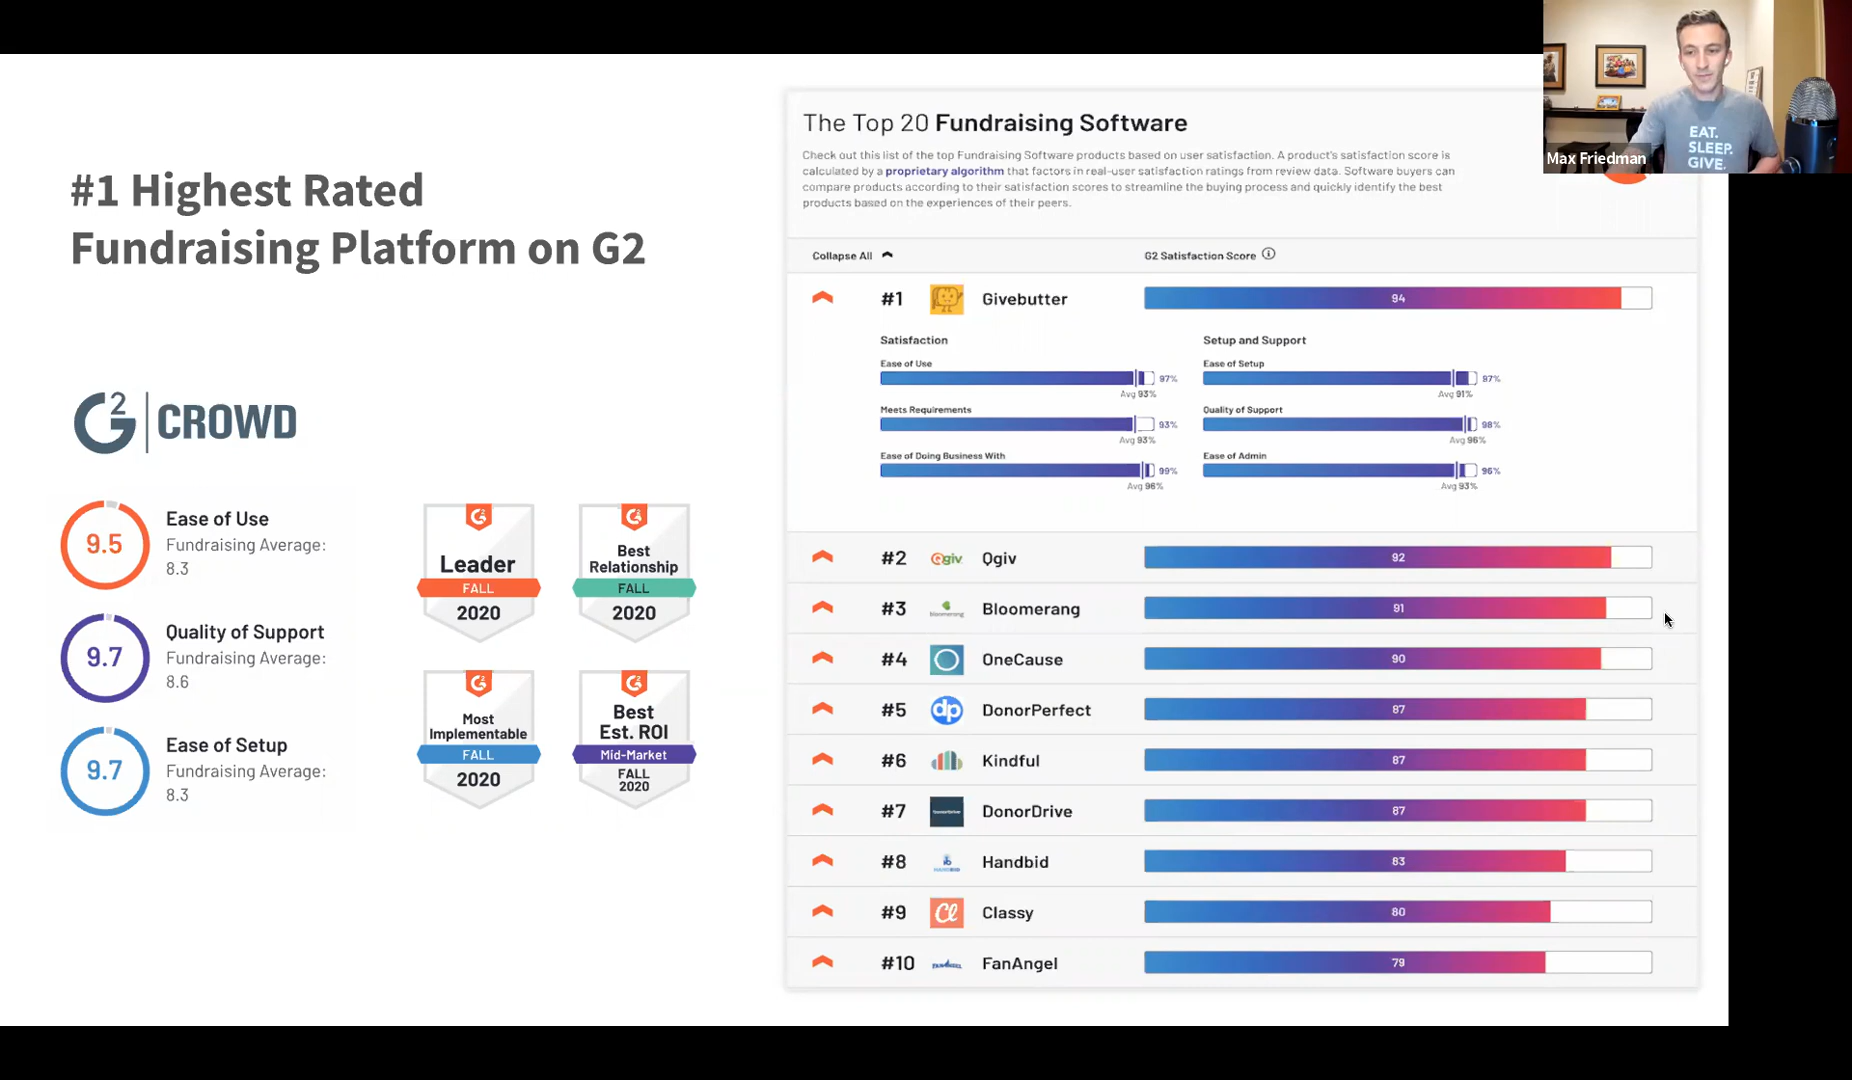 #1 Highest Rated
Fundraising Platform on G2
G2 CROWD
9.5
Ease of Use
Fundraising Average:
8.3
9.7
Quality of Support
Fundraising Average:
8.6
9.7
Ease of Setup
Fundraising Average:
8.3
Leader
FALL
2020
Best
Relationship
FALL
2020
Most
Implementable
FALL
2020
Best
Est. ROI
Mid-Market
FALL
2020
The Top 20 Fundraising Software
Check out this list of the top Fundraising Software products based on user satisfaction. A product's satisfaction score is
calculated by a proprietary algorithm that factors in real-user satisfaction ratings from review data. Software buyers can
compare products according to their satisfaction scores to streamline the buying process and quickly identify the best
products based on the experiences of their peers.
Collapse All G2 Satisfaction Score
#1 Givebutter 94
Satisfaction Setup and Support
Ease of Use Ease of Setup
97% 97%
Avg 93% Avg 91%
Meets Requirements Quality of Support
93% 98%
Avg 93% Avg 96%
Ease of Doing Business With Ease of Admin
99% 96%
Avg 96% Avg 93%
#2 Qgiv Qgiv 92
#3 bloomerang Bloomerang 91
#4 OneCause 90
#5 dp DonorPerfect 87
#6 Kindful 87
#7 DonorDrive DonorDrive 87
#8 HANDBID Handbid 83
#9 Cl Classy 80
#10 FANANGEL FanAngel 79
EAT.
SLEEP.
GIVE.
Max Friedman